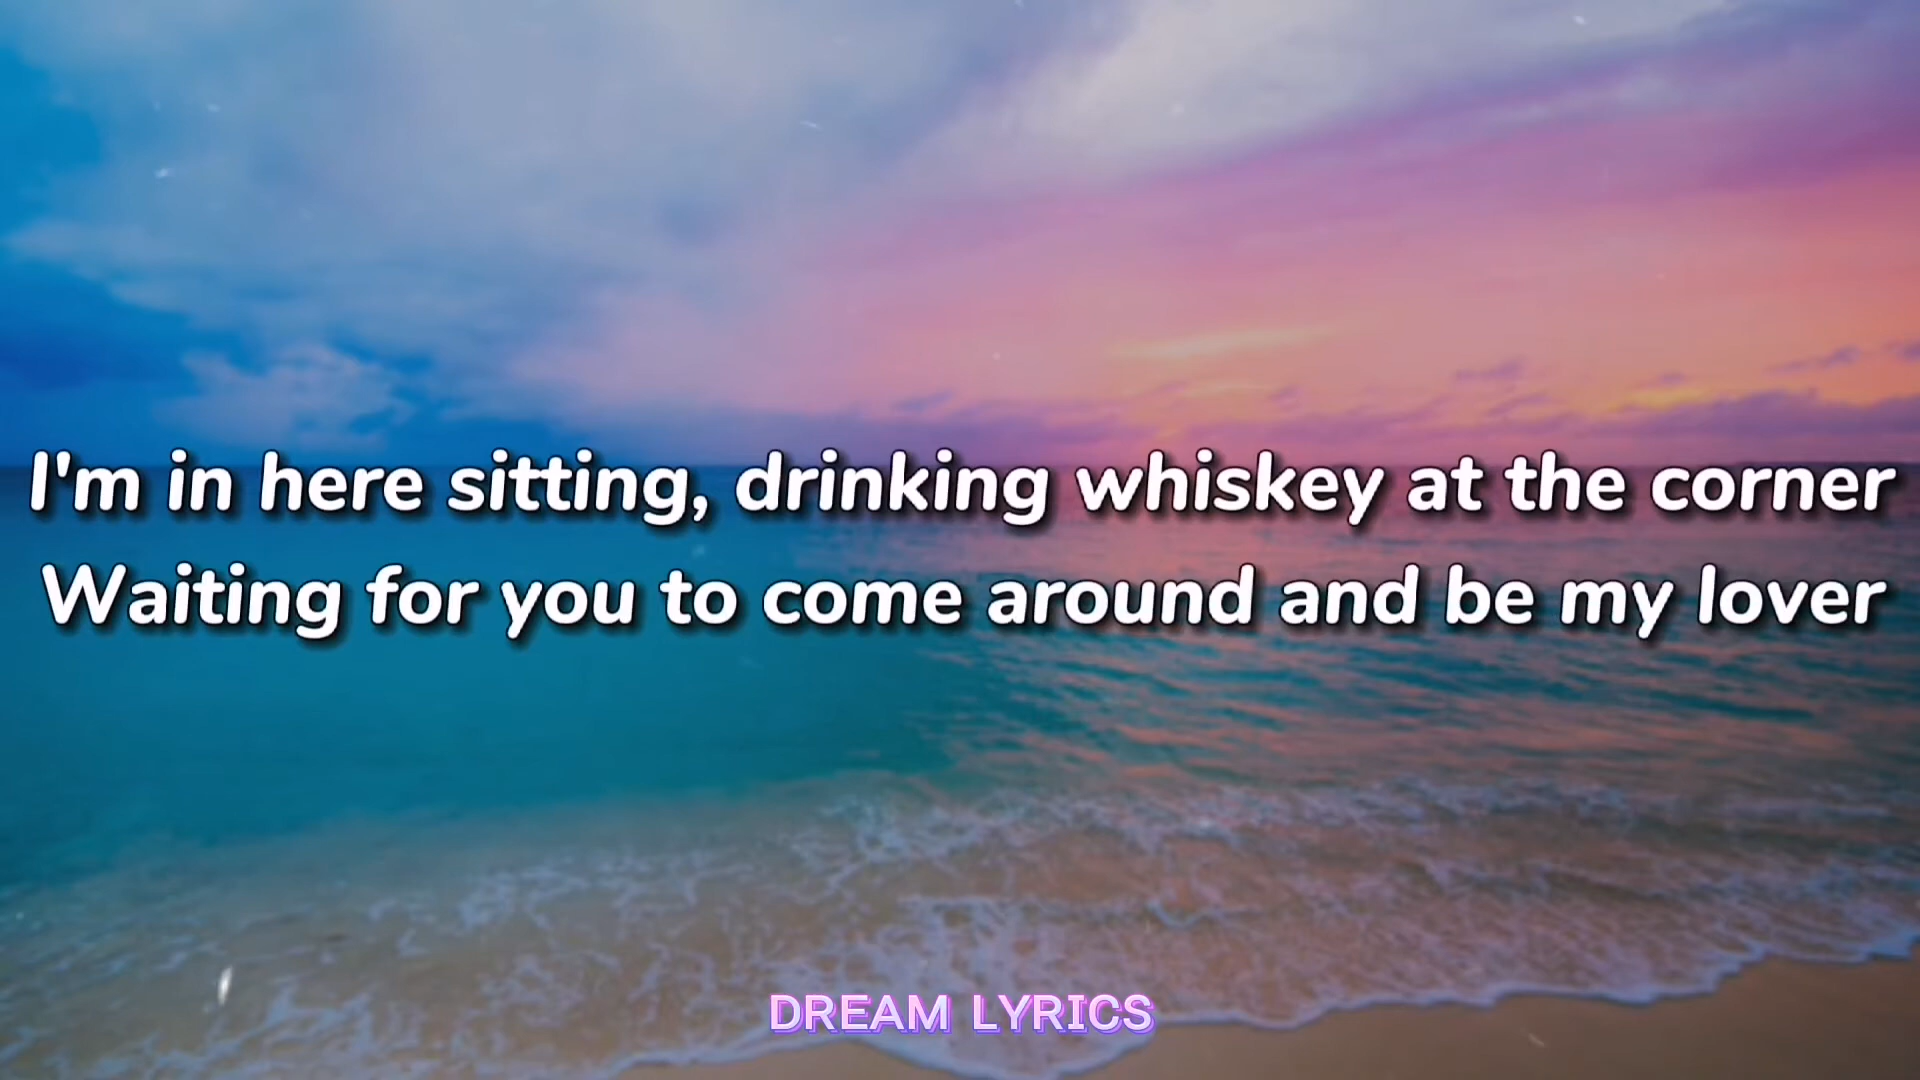 I'm in here sitting, drinking whiskey at the corner
Waiting for you to come around and be my lover
DREAM LYRICS